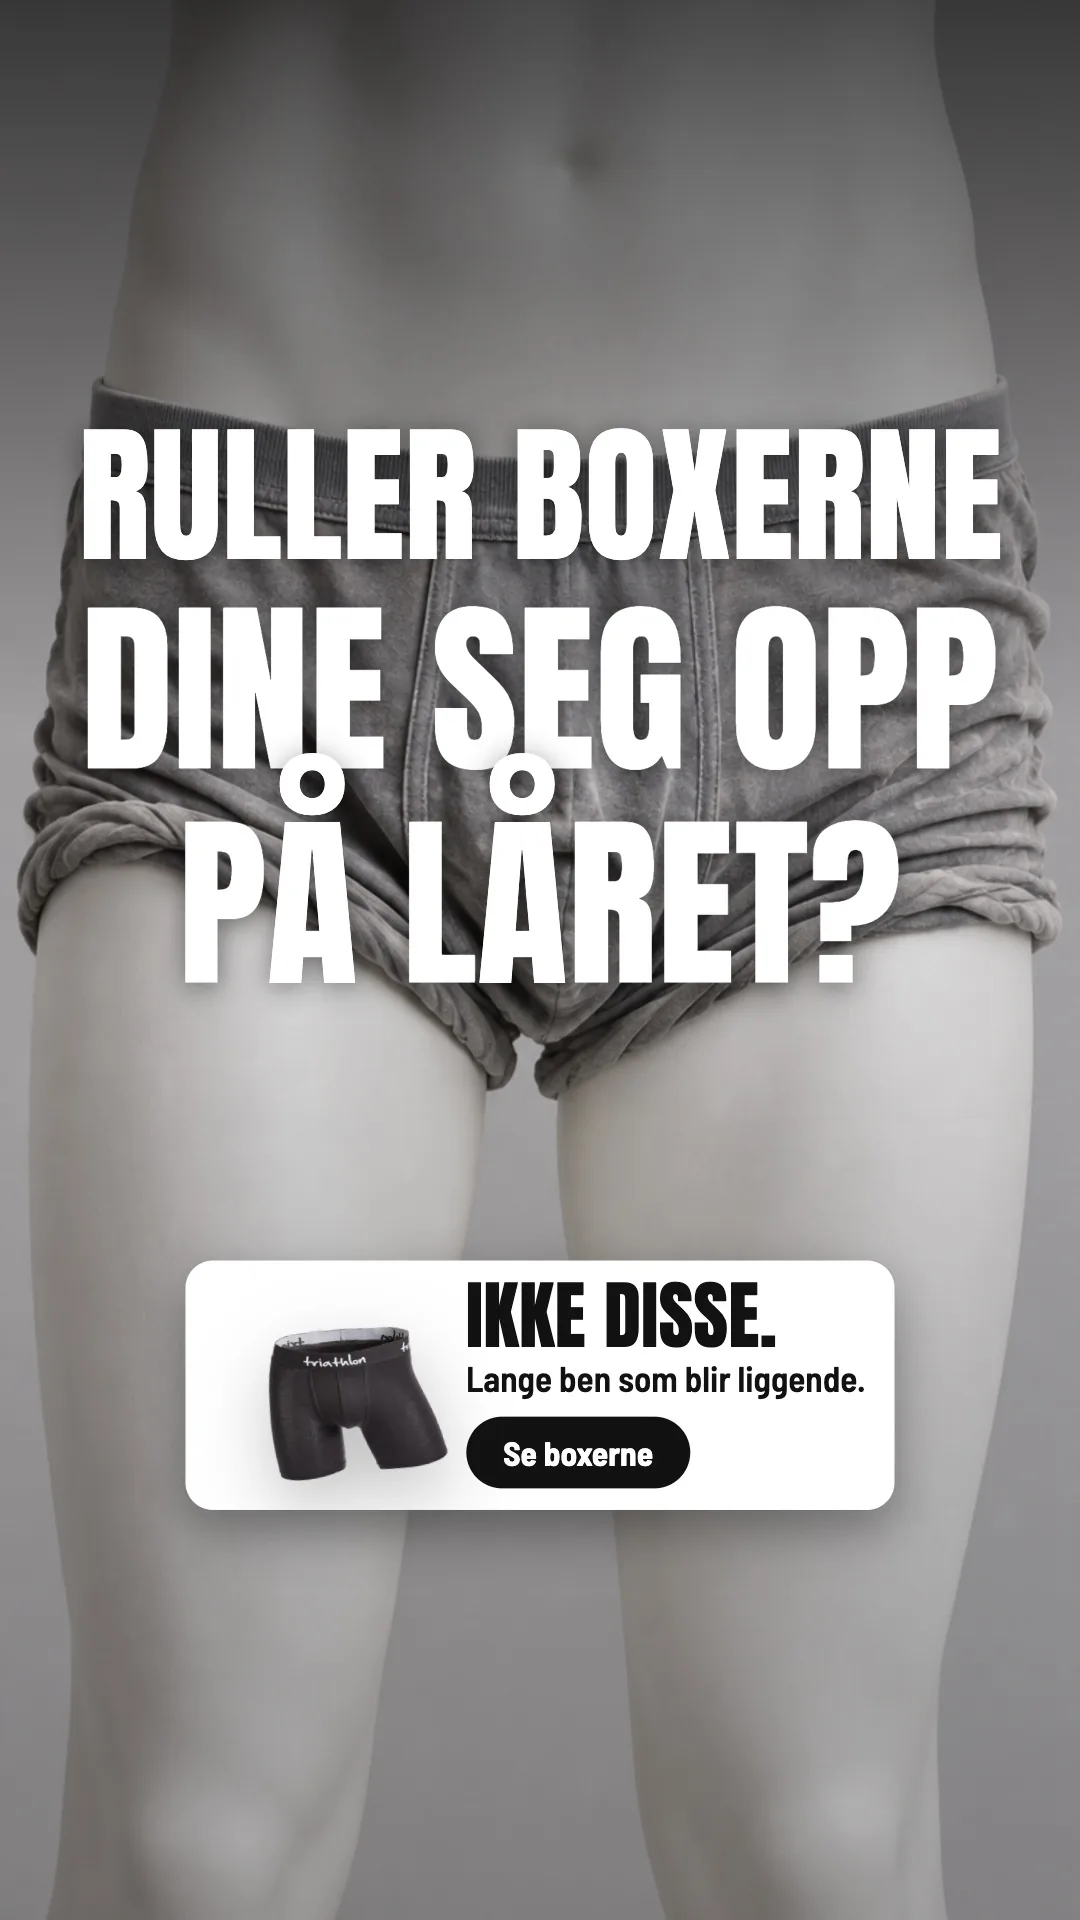 RULLER BOXERNE
DINE SEG OPP
PÅ LÅRET?
IKKE DISSE.
triathlon
Lange ben som blir liggende.
Se boxerne